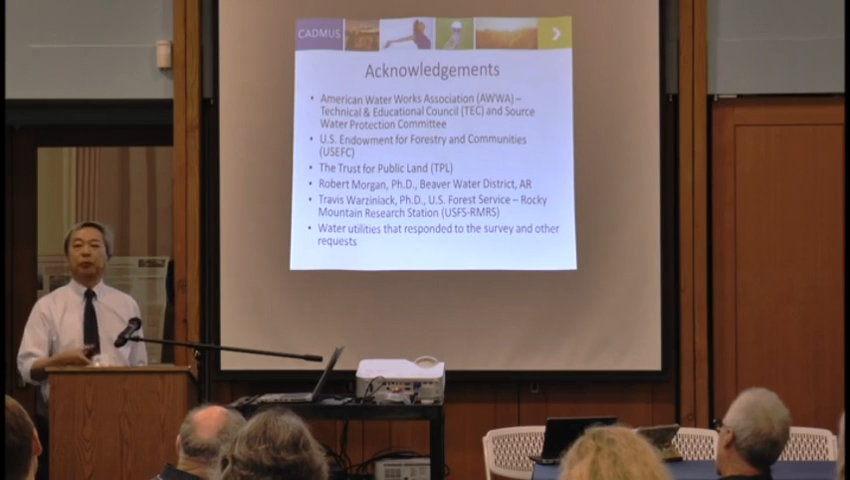 CADMUS
Acknowledgements
• American Water Works Association (AWWA) –
Technical & Educational Council (TEC) and Source
Water Protection Committee
• U.S. Endowment for Forestry and Communities
(USEFC)
• The Trust for Public Land (TPL)
• Robert Morgan, Ph.D., Beaver Water District, AR
• Travis Warziniack, Ph.D., U.S. Forest Service – Rocky
Mountain Research Station (USFS-RMRS)
• Water utilities that responded to the survey and other
requests